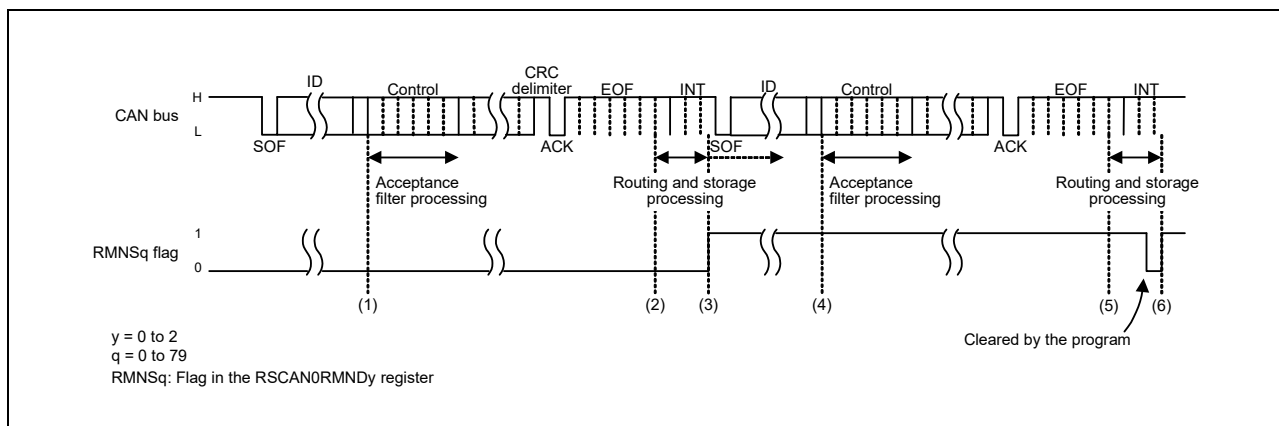 CRC
ID delimiter ID
H Control EOF INT Control EOF INT
CAN bus
L
SOF ACK SOF ACK
Acceptance Routing and storage Acceptance Routing and storage
filter processing processing filter processing processing
1
RMNSq flag
0
(1) (2) (3) (4) (5) (6)
Cleared by the program
y = 0 to 2
q = 0 to 79
RMNSq: Flag in the RSCAN0RMNDy register